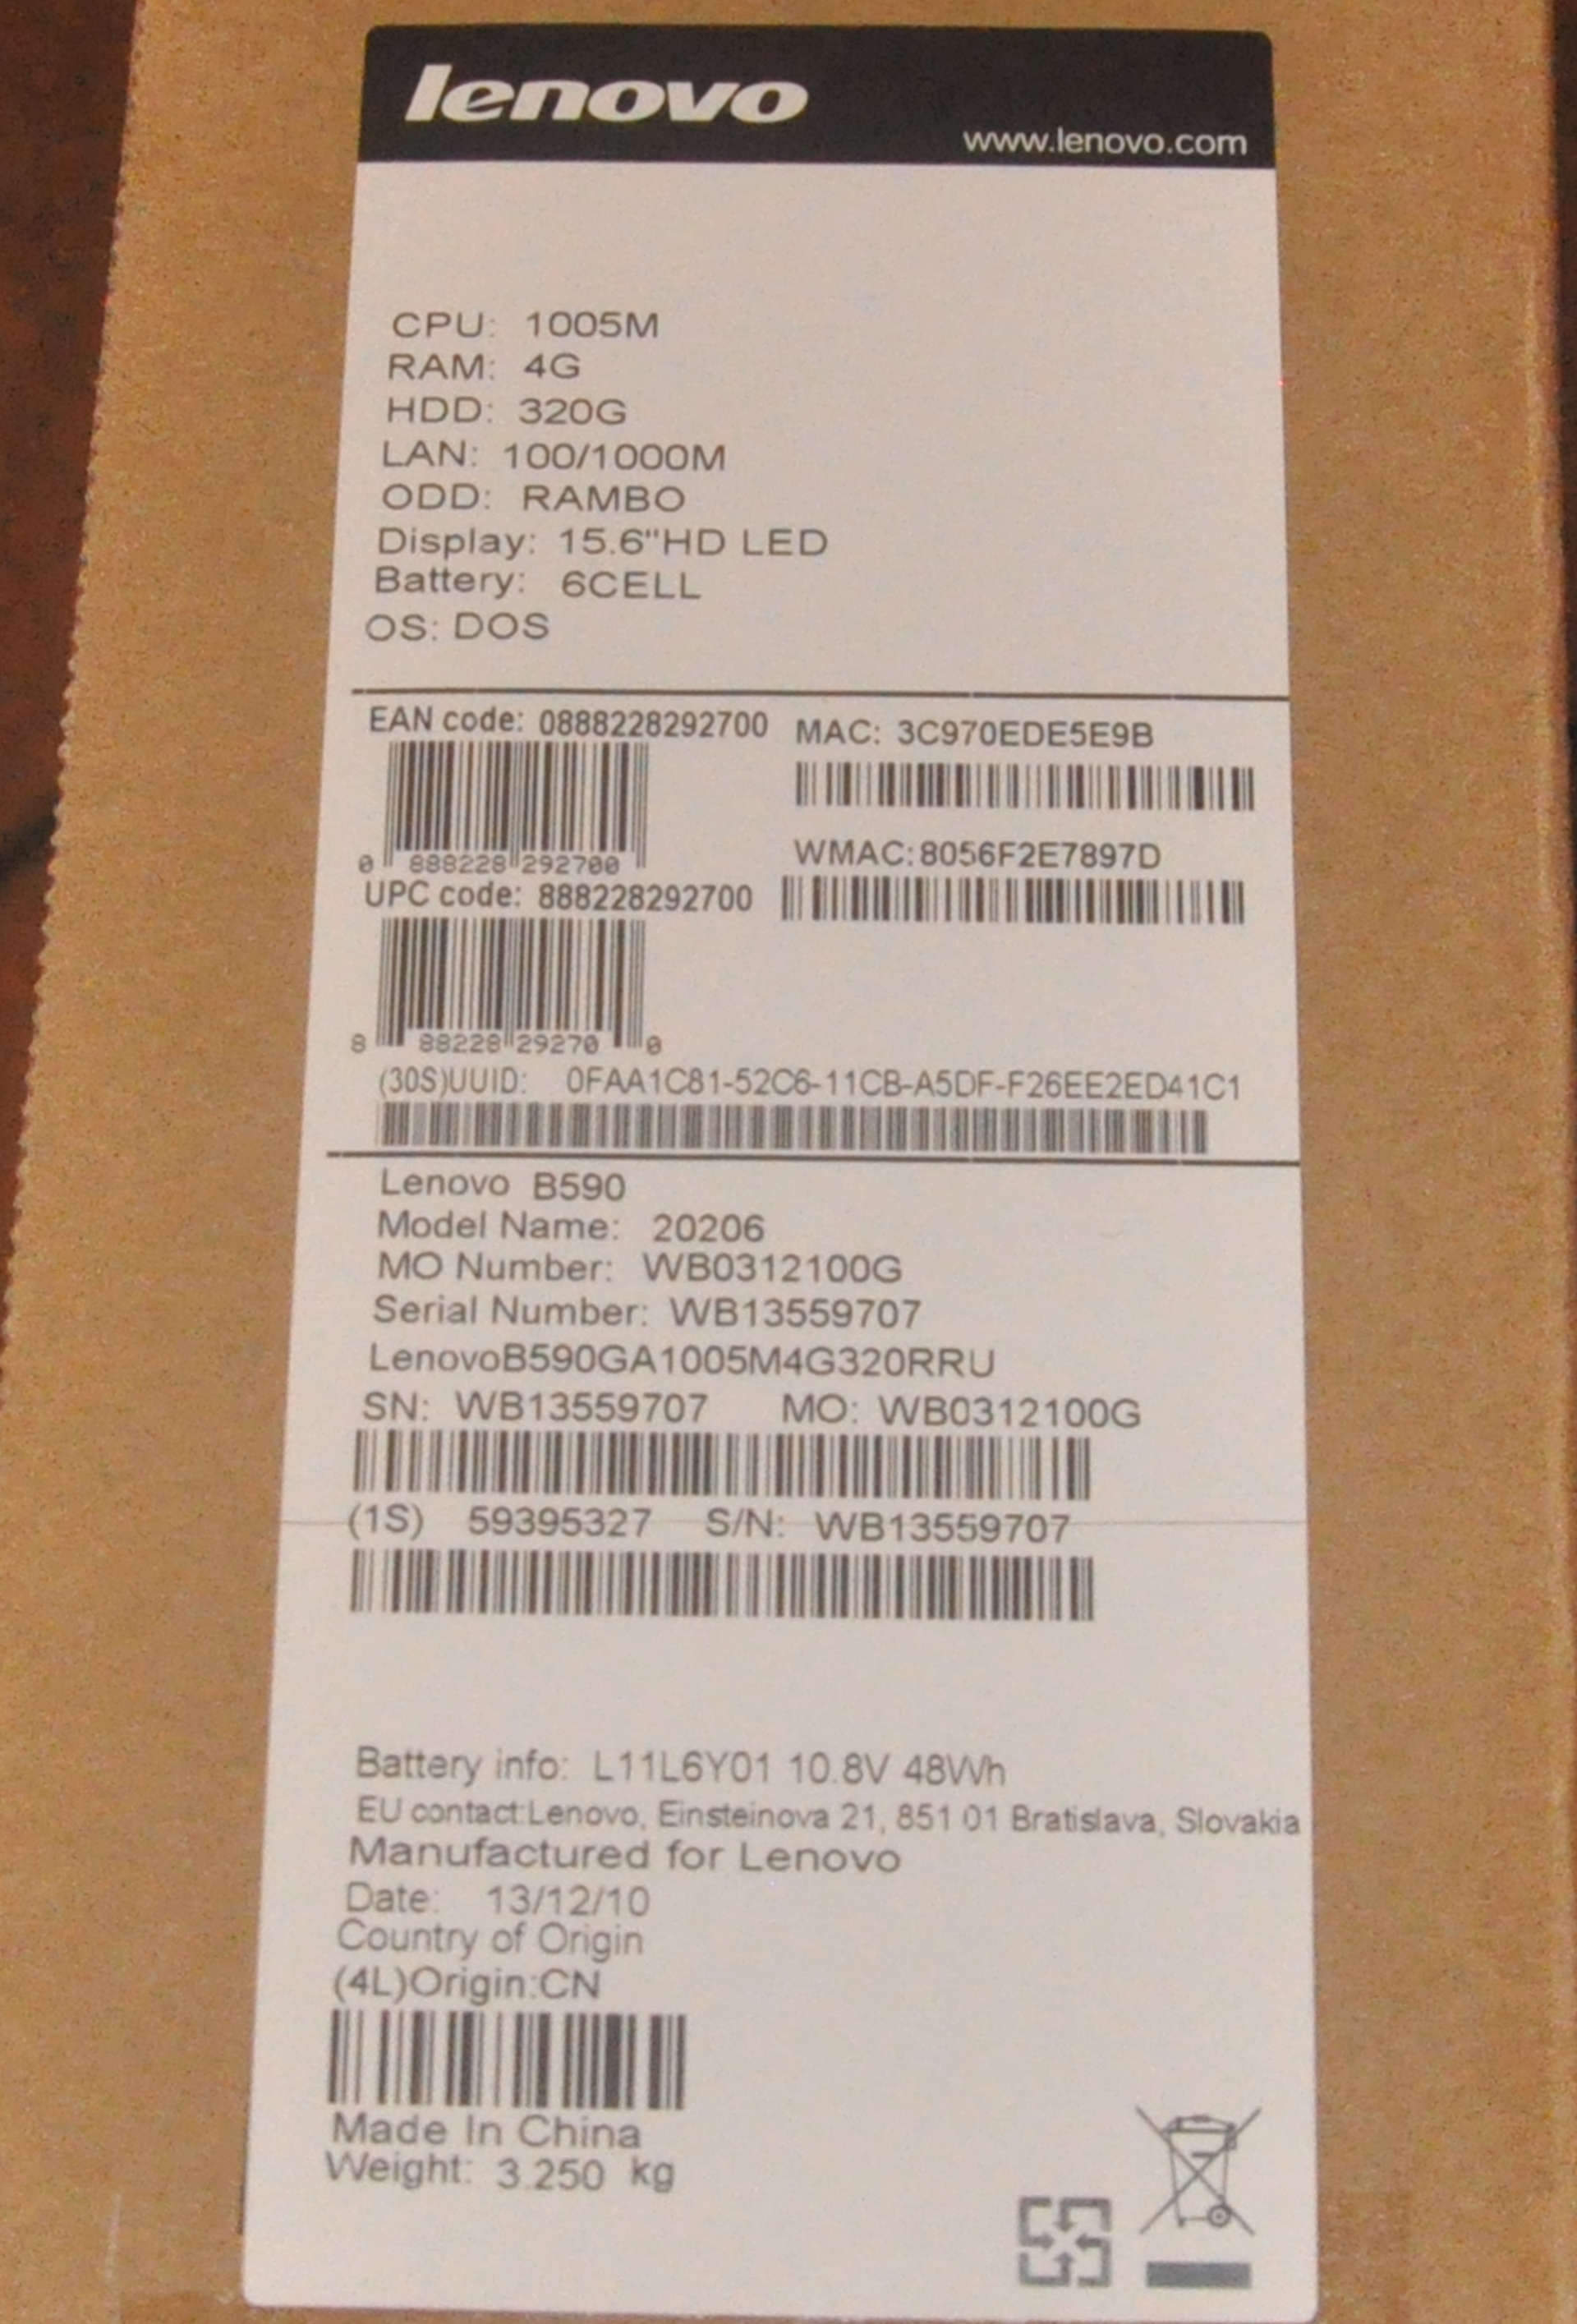 lenovo
www.lenovo.com
CPU: 1005M
RAM: 4G
HDD: 320G
LAN: 100/1000M
ODD: RAMBO
Display: 15.6"HD LED
Battery: 6CELL
OS: DOS
EAN code: 0888228292700
0 888228 292700
UPC code: 888228292700
8 88228 29270 0
MAC: 3C970EDE5E9B
WMAC:8056F2E7897D
(30S)UUID: 0FAA1C81-52C6-11CB-A5DF-F26EE2ED41C1
Lenovo B590
Model Name: 20206
MO Number: WB0312100G
Serial Number: WB13559707
LenovoB590GA1005M4G320RRU
SN: WB13559707 MO: WB0312100G
(1S) 59395327 S/N: WB13559707
Battery info: L11L6Y01 10.8V 48Wh
EU contact:Lenovo, Einsteinova 21, 851 01 Bratislava, Slovakia
Manufactured for Lenovo
Date: 13/12/10
Country of Origin
(4L)Origin:CN
Made In China
Weight: 3.250 kg